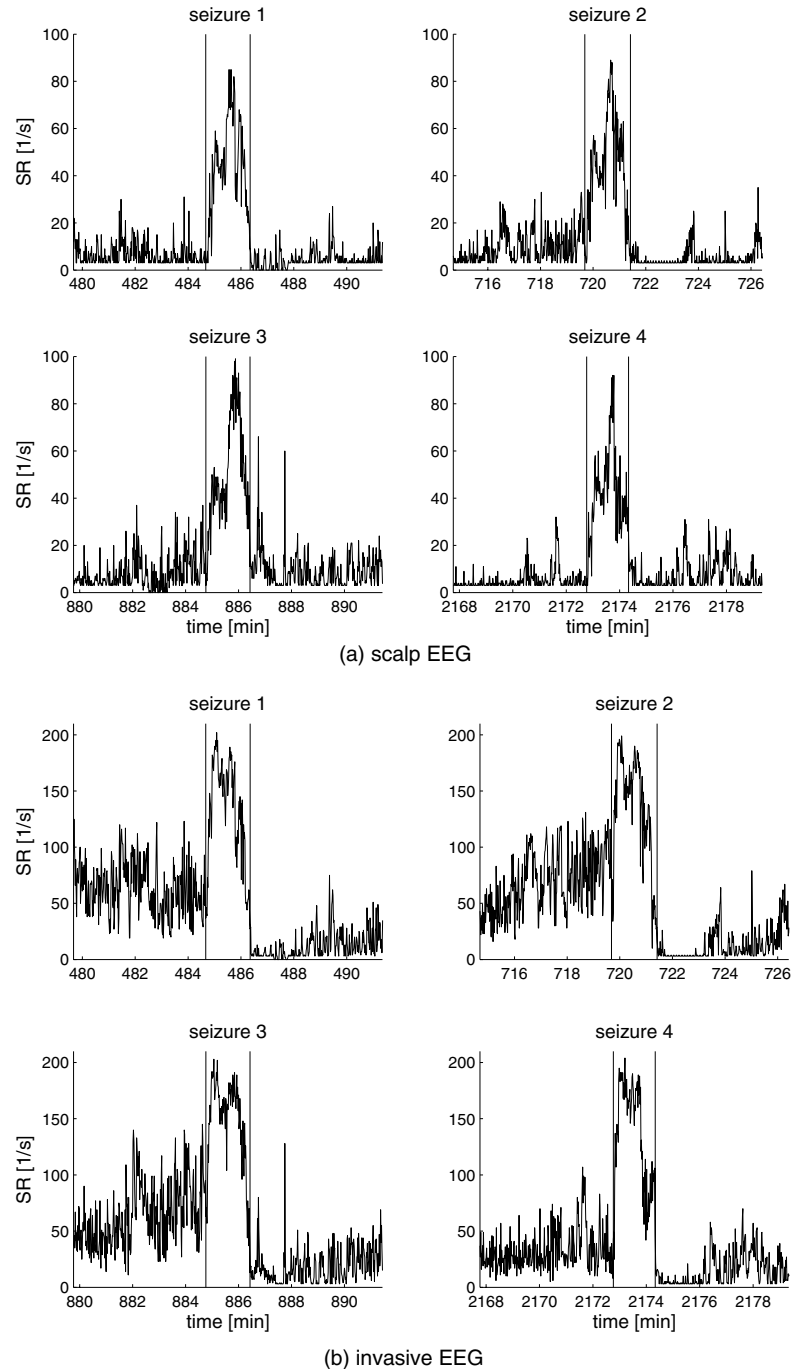 seizure 1 seizure 2
100 100
80 80
60 60
40 40
20 20
0 0
SR [1/s]
480 482 484 486 488 490 716 718 720 722 724 726
seizure 3 seizure 4
100 100
80 80
60 60
40 40
20 20
0 0
SR [1/s]
880 882 884 886 888 890 2168 2170 2172 2174 2176 2178
time [min] time [min]
(a) scalp EEG
seizure 1 seizure 2
200 200
150 150
100 100
50 50
0 0
SR [1/s]
480 482 484 486 488 490 716 718 720 722 724 726
seizure 3 seizure 4
200 200
150 150
100 100
50 50
0 0
SR [1/s]
880 882 884 886 888 890 2168 2170 2172 2174 2176 2178
time [min] time [min]
(b) invasive EEG